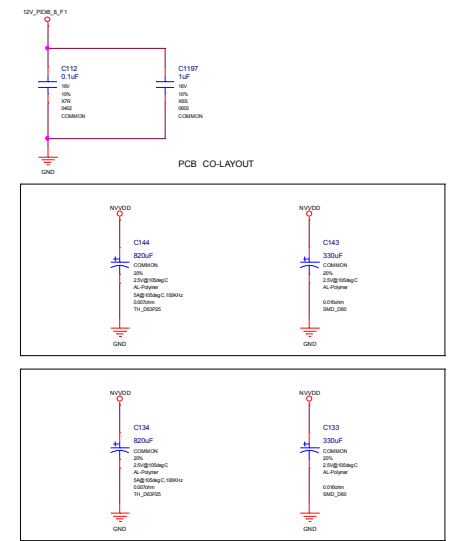 12V_PEX6_8_F1
C112
0.1uF
16V
10%
X7R
0402
COMMON
C1197
1uF
16V
10%
X6S
0603
COMMON
GND
PCB CO-LAYOUT
NVVDD
C144
820uF
COMMON
20%
2.5V@105degC
AL-Polymer
5A@105degC,100KHz
0.007ohm
TH_D63P25
GND
NVVDD
C143
330uF
COMMON
20%
2.5V@105degC
AL-Polymer
0.016ohm
SMD_D60
GND
NVVDD
C134
820uF
COMMON
20%
2.5V@105degC
AL-Polymer
5A@105degC,100KHz
0.007ohm
TH_D63P25
GND
NVVDD
C133
330uF
COMMON
20%
2.5V@105degC
AL-Polymer
0.016ohm
SMD_D60
GND